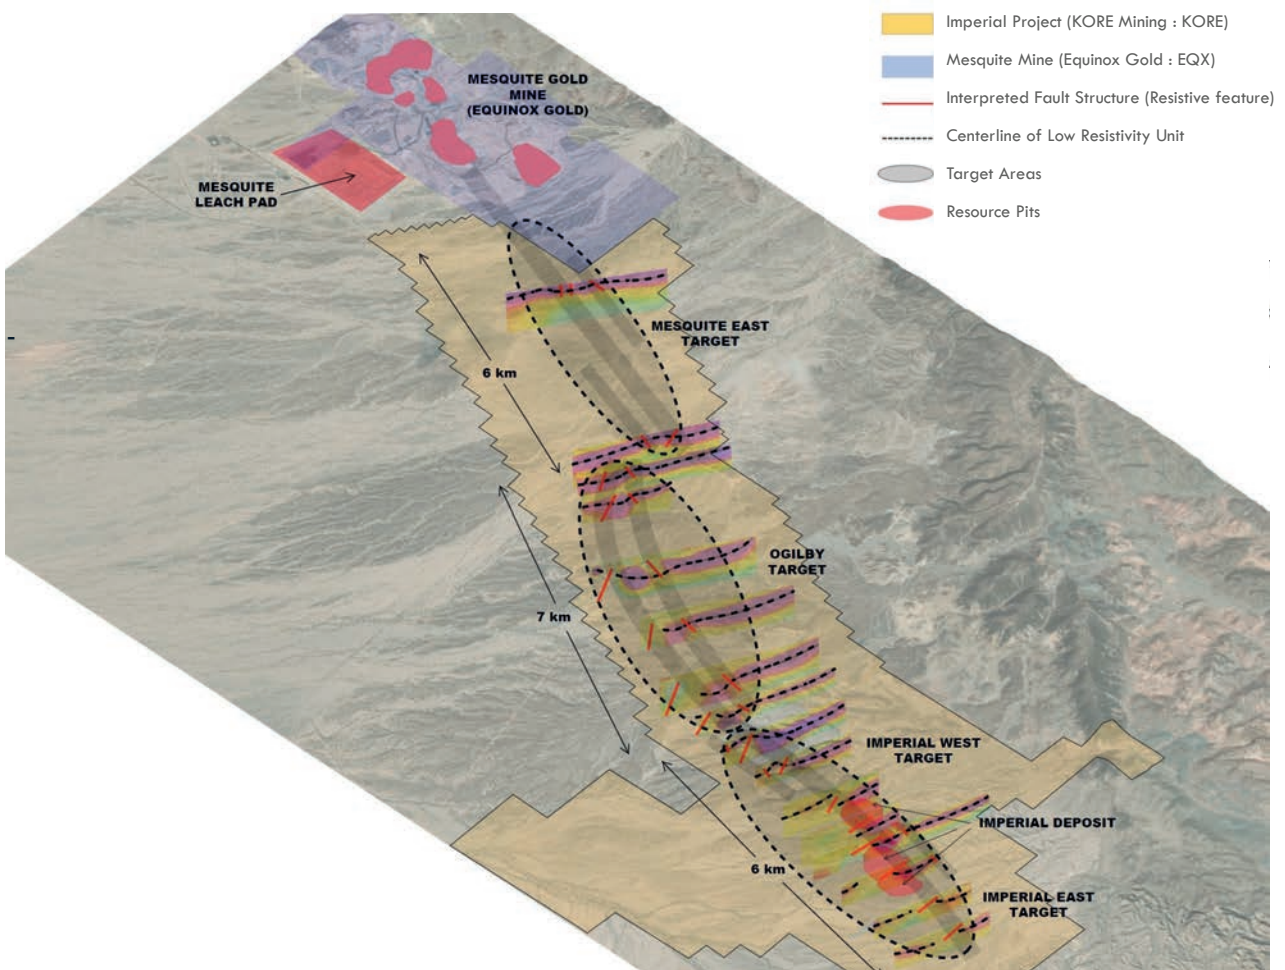 Imperial Project (KORE Mining : KORE)
Mesquite Mine (Equinox Gold : EQX)
Interpreted Fault Structure (Resistive feature)
Centerline of Low Resistivity Unit
Target Areas
Resource Pits
MESQUITE GOLD
MINE
(EQUINOX GOLD)
MESQUITE
LEACH PAD
MESQUITE EAST
TARGET
6 km
OGILBY
TARGET
7 km
IMPERIAL WEST
TARGET
IMPERIAL DEPOSIT
6 km
IMPERIAL EAST
TARGET